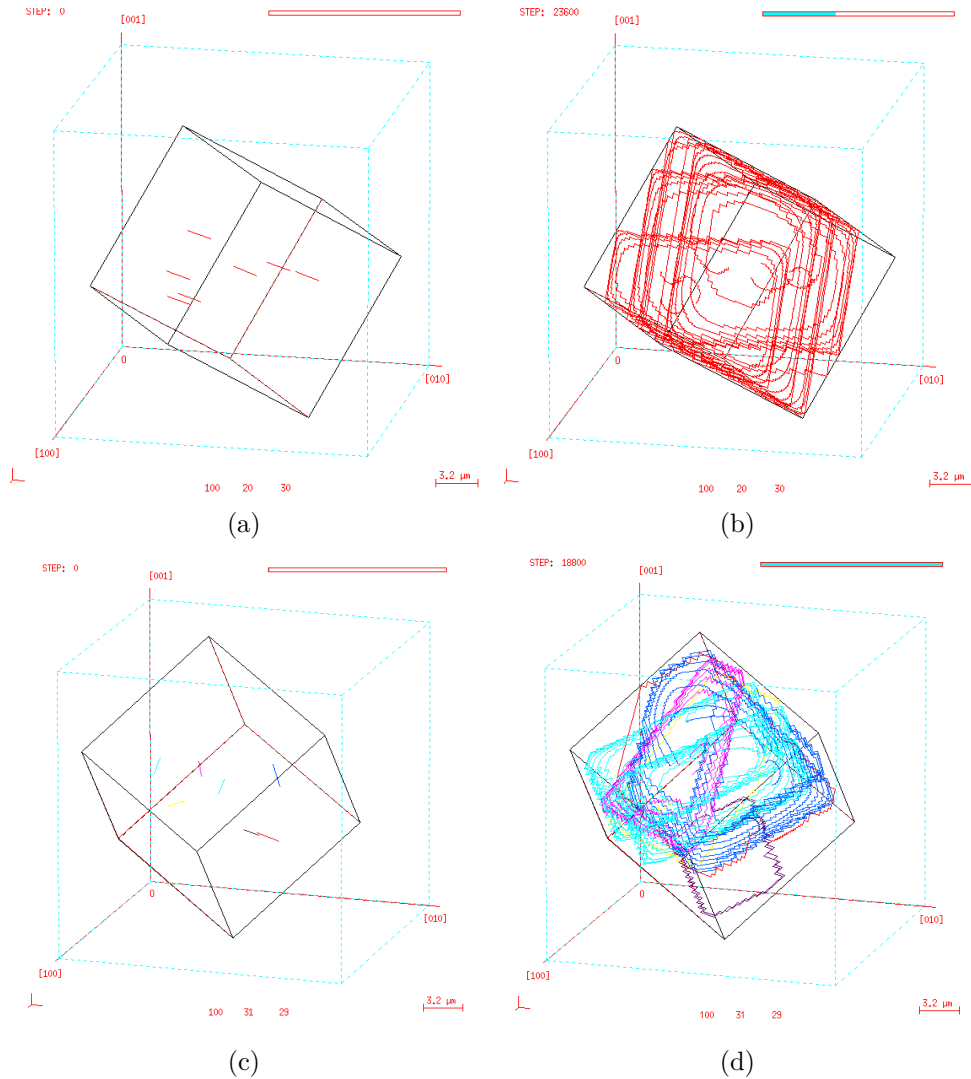 STEP: 0
[001]
0
[010]
[100]
3.2 µm
100 20 30
(a)
STEP: 23600
[001]
0
[010]
[100]
3.2 µm
100 20 30
(b)
STEP: 0
[001]
0
[010]
[100]
3.2 µm
100 31 29
(c)
STEP: 18800
[001]
0
[010]
[100]
3.2 µm
100 31 29
(d)